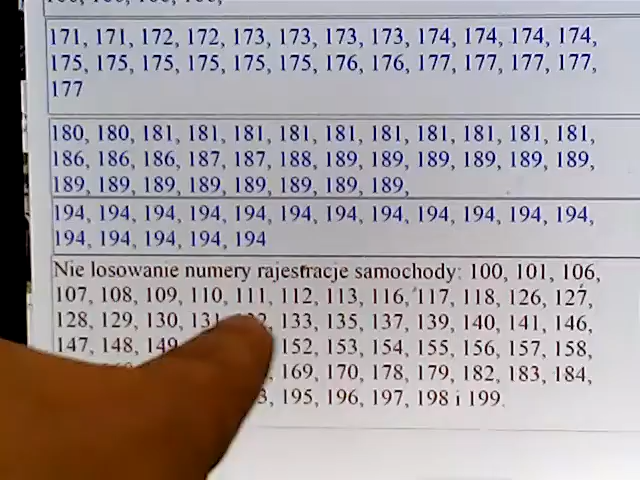 171, 171, 172, 172, 173, 173, 173, 173, 174, 174, 174, 174,
175, 175, 175, 175, 175, 175, 176, 176, 177, 177, 177, 177,
177
180, 180, 181, 181, 181, 181, 181, 181, 181, 181, 181, 181,
186, 186, 186, 187, 187, 188, 189, 189, 189, 189, 189, 189,
189, 189, 189, 189, 189, 189, 189, 189,
194, 194, 194, 194, 194, 194, 194, 194, 194, 194, 194, 194,
194, 194, 194, 194, 194
Nie losowanie numery rajestracje samochody: 100, 101, 106,
107, 108, 109, 110, 111, 112, 113, 116, 117, 118, 126, 127,
128, 129, 130, 131, 133, 135, 137, 139, 140, 141, 146,
147, 148, 149 152, 153, 154, 155, 156, 157, 158,
169, 170, 178, 179, 182, 183, 184,
195, 196, 197, 198 i 199.